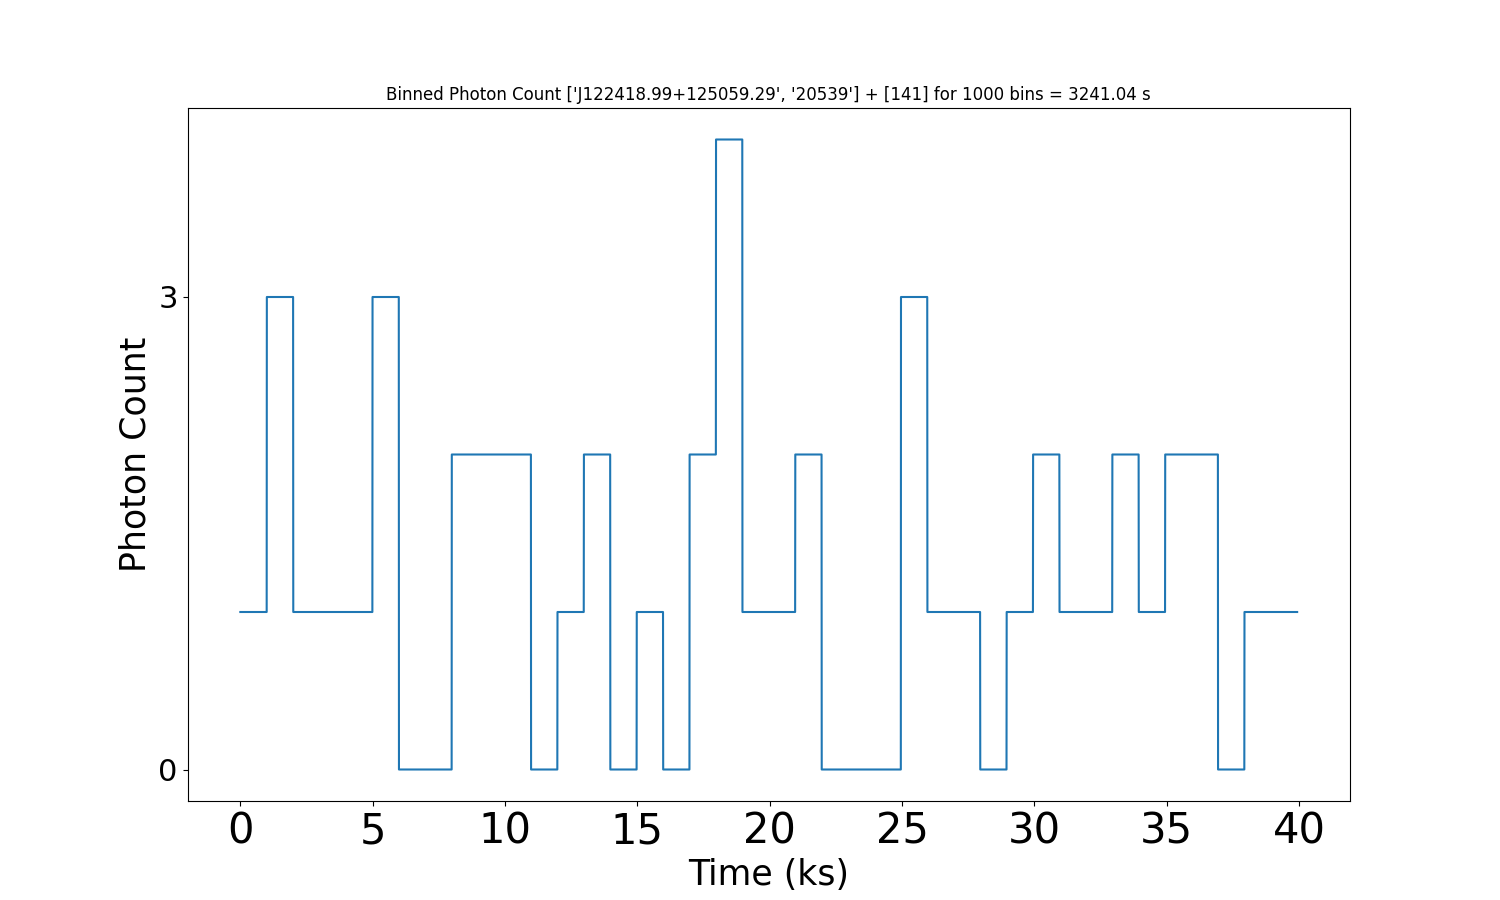 Binned Photon Count ['J122418.99+125059.29', '20539'] + [141] for 1000 bins = 3241.04 s
Photon Count
3
0
0 5 10 15 20 25 30 35 40
Time (ks)